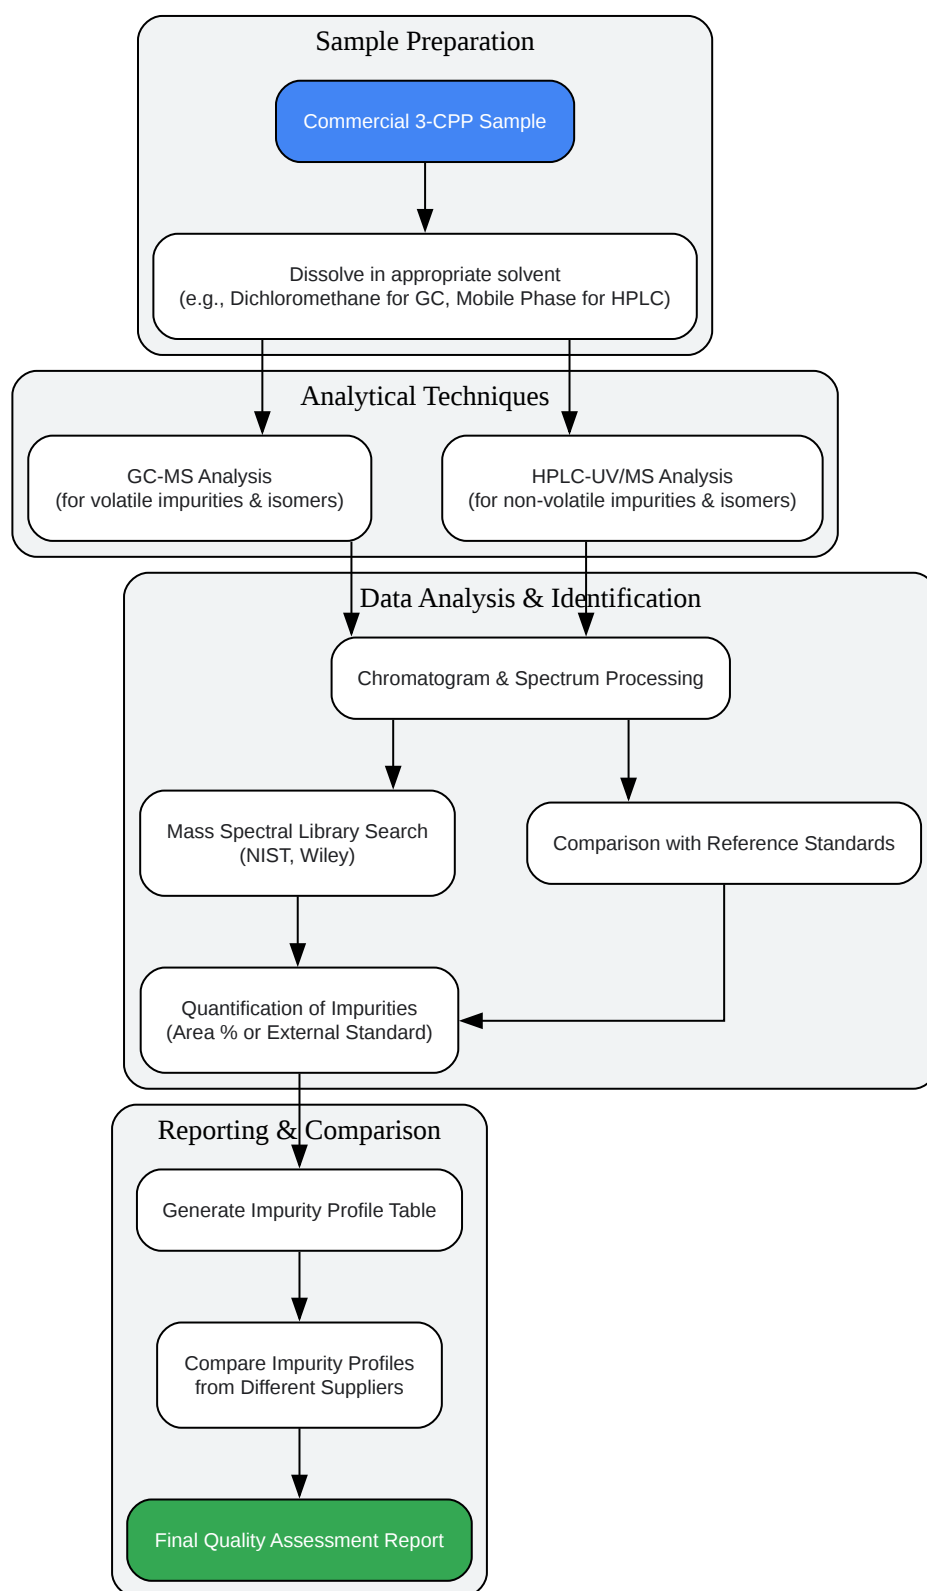 Sample Preparation
Commercial 3-CPP Sample
Dissolve in appropriate solvent
(e.g., Dichloromethane for GC, Mobile Phase for HPLC)
Analytical Techniques
GC-MS Analysis
(for volatile impurities & isomers)
HPLC-UV/MS Analysis
(for non-volatile impurities & isomers)
Data Analysis & Identification
Chromatogram & Spectrum Processing
Mass Spectral Library Search
(NIST, Wiley)
Comparison with Reference Standards
Quantification of Impurities
(Area % or External Standard)
Reporting & Comparison
Generate Impurity Profile Table
Compare Impurity Profiles
from Different Suppliers
Final Quality Assessment Report